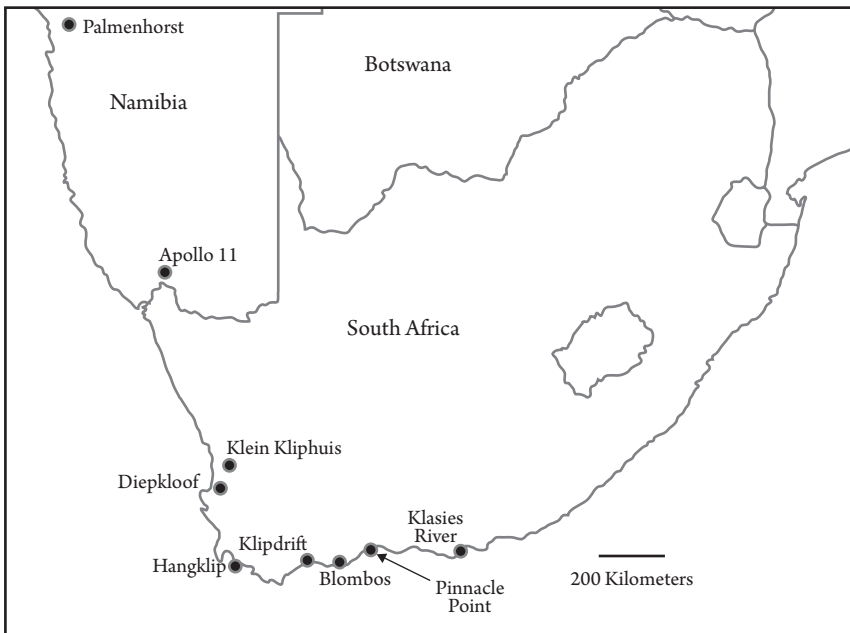 Palmenhorst
Botswana
Namibia
Apollo 11
South Africa
Klein Kliphuis
Diepkloof
Klasies
River
Klipdrift
Hangklip
Blombos
Pinnacle
Point
200 Kilometers